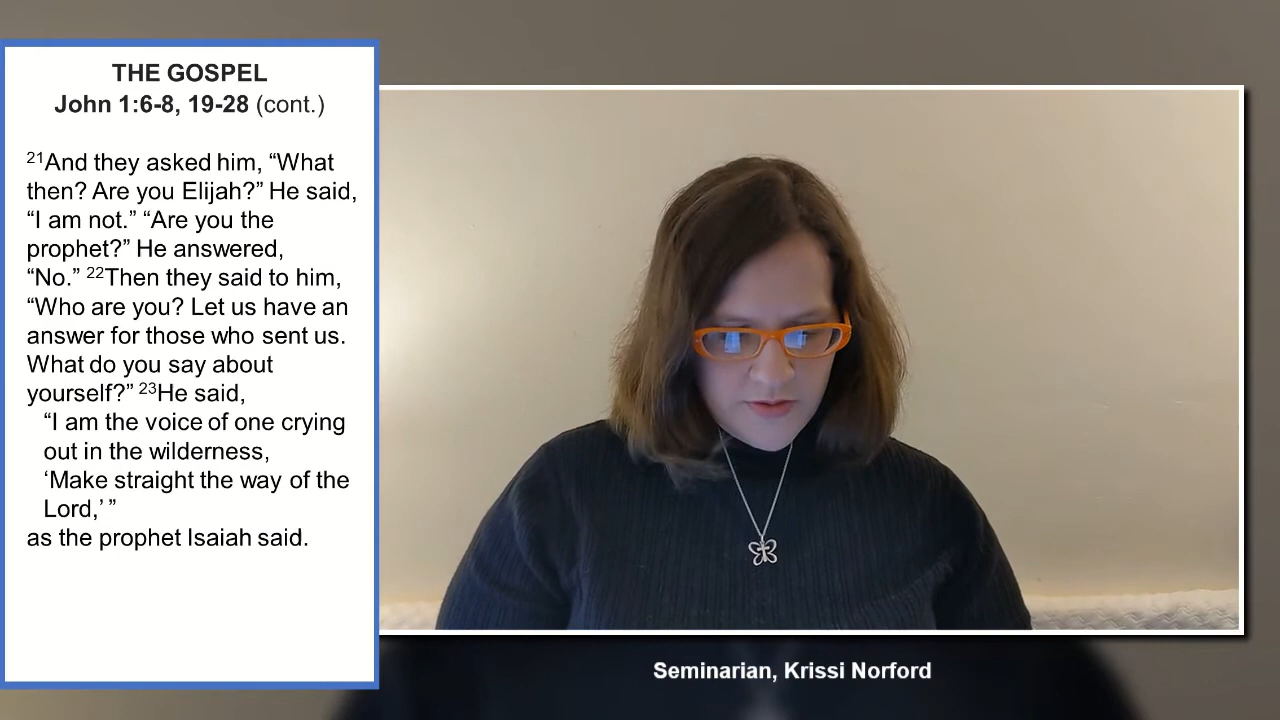 THE GOSPEL
John 1:6-8, 19-28 (cont.)
21And they asked him, “What
then? Are you Elijah?” He said,
“I am not.” “Are you the
prophet?” He answered,
“No.” 22Then they said to him,
“Who are you? Let us have an
answer for those who sent us.
What do you say about
yourself?” 23He said,
“I am the voice of one crying
out in the wilderness,
‘Make straight the way of the
Lord,’ ”
as the prophet Isaiah said.
Seminarian, Krissi Norford